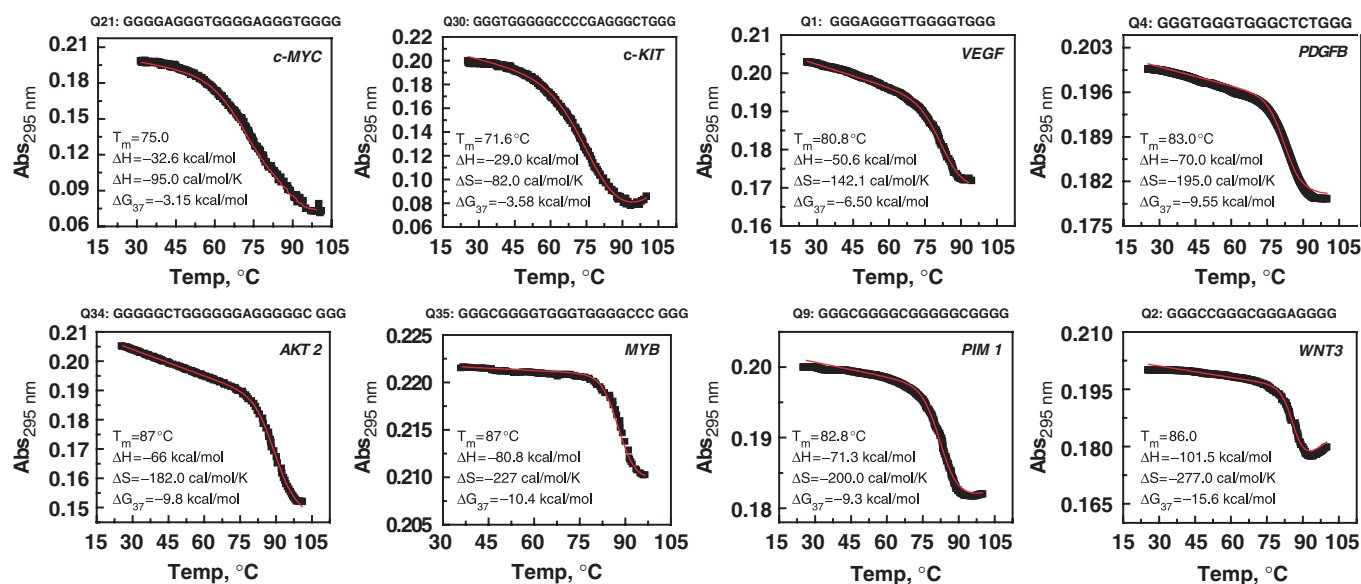 Q21: GGGGAGGGTGGGGAGGGTGGGG
0.21
0.18
0.15
0.12
0.09
0.06
Abs295 nm
c-MYC
Tm=75.0
ΔH=−32.6 kcal/mol
ΔH=−95.0 cal/mol/K
ΔG37=−3.15 kcal/mol
15 30 45 60 75 90 105
Temp, °C
Q30: GGGTGGGGGCCCCGAGGGCTGGG
0.22
0.20
0.18
0.16
0.14
0.12
0.10
0.08
0.06
Abs295 nm
c-KIT
Tm=71.6°C
ΔH=−29.0 kcal/mol
ΔS=−82.0 cal/mol/K
ΔG37=−3.58 kcal/mol
15 30 45 60 75 90 105
Temp, °C
Q1: GGGAGGGTTGGGGTGGG
0.21
0.20
0.19
0.18
0.17
0.16
Abs295 nm
VEGF
Tm=80.8°C
ΔH=−50.6 kcal/mol
ΔS=−142.1 cal/mol/K
ΔG37=−6.50 kcal/mol
15 30 45 60 75 90 105
Temp, °C
Q4: GGGTGGGTGGGCTCTGGG
0.203
0.196
0.189
0.182
0.175
Abs295 nm
PDGFB
Tm=83.0°C
ΔH=−70.0 kcal/mol
ΔS=−195.0 cal/mol/K
ΔG37=−9.55 kcal/mol
15 30 45 60 75 90 105
Temp, °C
Q34: GGGGGCTGGGGGGAGGGGGC GGG
0.21
0.20
0.19
0.18
0.17
0.16
0.15
Abs295 nm
AKT 2
Tm=87°C
ΔH=−66 kcal/mol
ΔS=−182.0 cal/mol/K
ΔG37=−9.8 kcal/mol
15 30 45 60 75 90 105
Temp, °C
Q35: GGGCGGGGTGGGTGGGGCCC GGG
0.225
0.220
0.215
0.210
0.205
Abs295 nm
MYB
Tm=87°C
ΔH=−80.8 kcal/mol
ΔS=−227 cal/mol/K
ΔG37=−10.4 kcal/mol
30 45 60 75 90 105
Temp, °C
Q9: GGGCGGGGCGGGGGCGGGG
0.20
0.19
0.18
Abs295 nm
PIM 1
Tm=82.8°C
ΔH=−71.3 kcal/mol
ΔS=−200.0 cal/mol/K
ΔG37=−9.3 kcal/mol
15 30 45 60 75 90 105
Temp, °C
Q2: GGGCCGGGCGGGAGGGG
0.210
0.195
0.180
0.165
Abs295 nm
WNT3
Tm=86.0
ΔH=−101.5 kcal/mol
ΔS=−277.0 cal/mol/K
ΔG37=−15.6 kcal/mol
15 30 45 60 75 90 105
Temp, °C